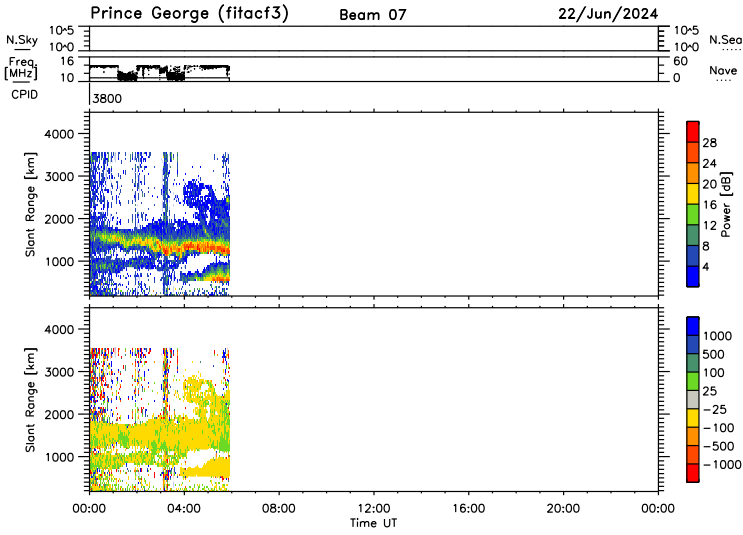 Prince George (fitacf3) Beam 07 22/Jun/2024
N.Sky 10^5 10^5 N.Sea
10^0 10^0
Freq. 16 60
[MHz] 10 0 Nave
CPID 3800
Slant Range [km] 4000 3000 2000 1000
28 24 20 16 12 8 4 Power [dB]
Slant Range [km] 4000 3000 2000 1000
1000 500 100 25 -25 -100 -500 -1000
00:00 04:00 08:00 12:00 16:00 20:00 00:00
Time UT